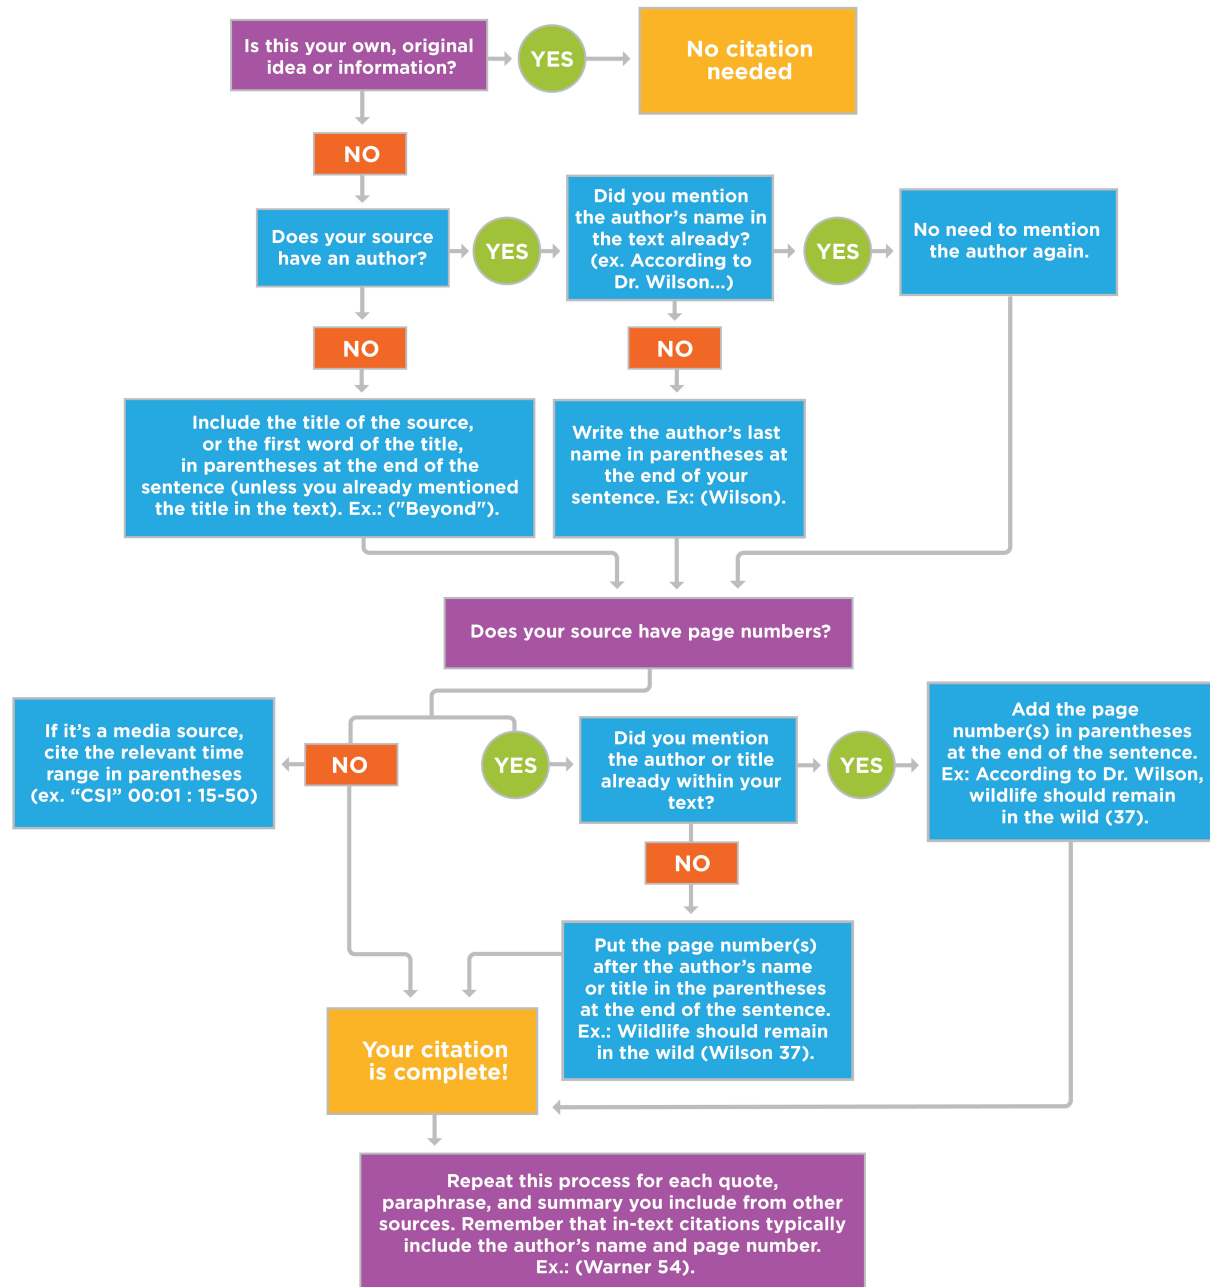 Is this your own, original
idea or information?
YES
No citation
needed
NO
Does your source
have an author?
YES
Did you mention
the author's name in
the text already?
(ex. According to
Dr. Wilson...)
YES
No need to mention
the author again.
NO
NO
Include the title of the source,
or the first word of the title,
in parentheses at the end of the
sentence (unless you already mentioned
the title in the text). Ex.: ("Beyond").
Write the author's last
name in parentheses at
the end of your
sentence. Ex: (Wilson).
Does your source have page numbers?
If it's a media source,
cite the relevant time
range in parentheses
(ex. “CSI” 00:01 : 15-50)
NO
YES
Did you mention
the author or title
already within your
text?
YES
Add the page
number(s) in parentheses
at the end of the sentence.
Ex: According to Dr. Wilson,
wildlife should remain
in the wild (37).
NO
Put the page number(s)
after the author's name
or title in the parentheses
at the end of the sentence.
Ex.: Wildlife should remain
in the wild (Wilson 37).
Your citation
is complete!
Repeat this process for each quote,
paraphrase, and summary you include from other
sources. Remember that in-text citations typically
include the author's name and page number.
Ex.: (Warner 54).